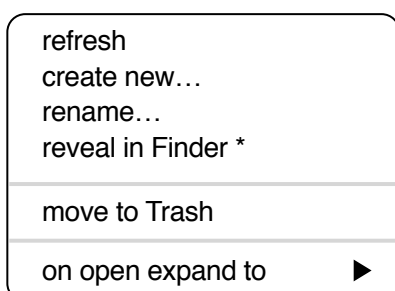 refresh
create new…
rename…
reveal in Finder *
move to Trash
on open expand to ▶